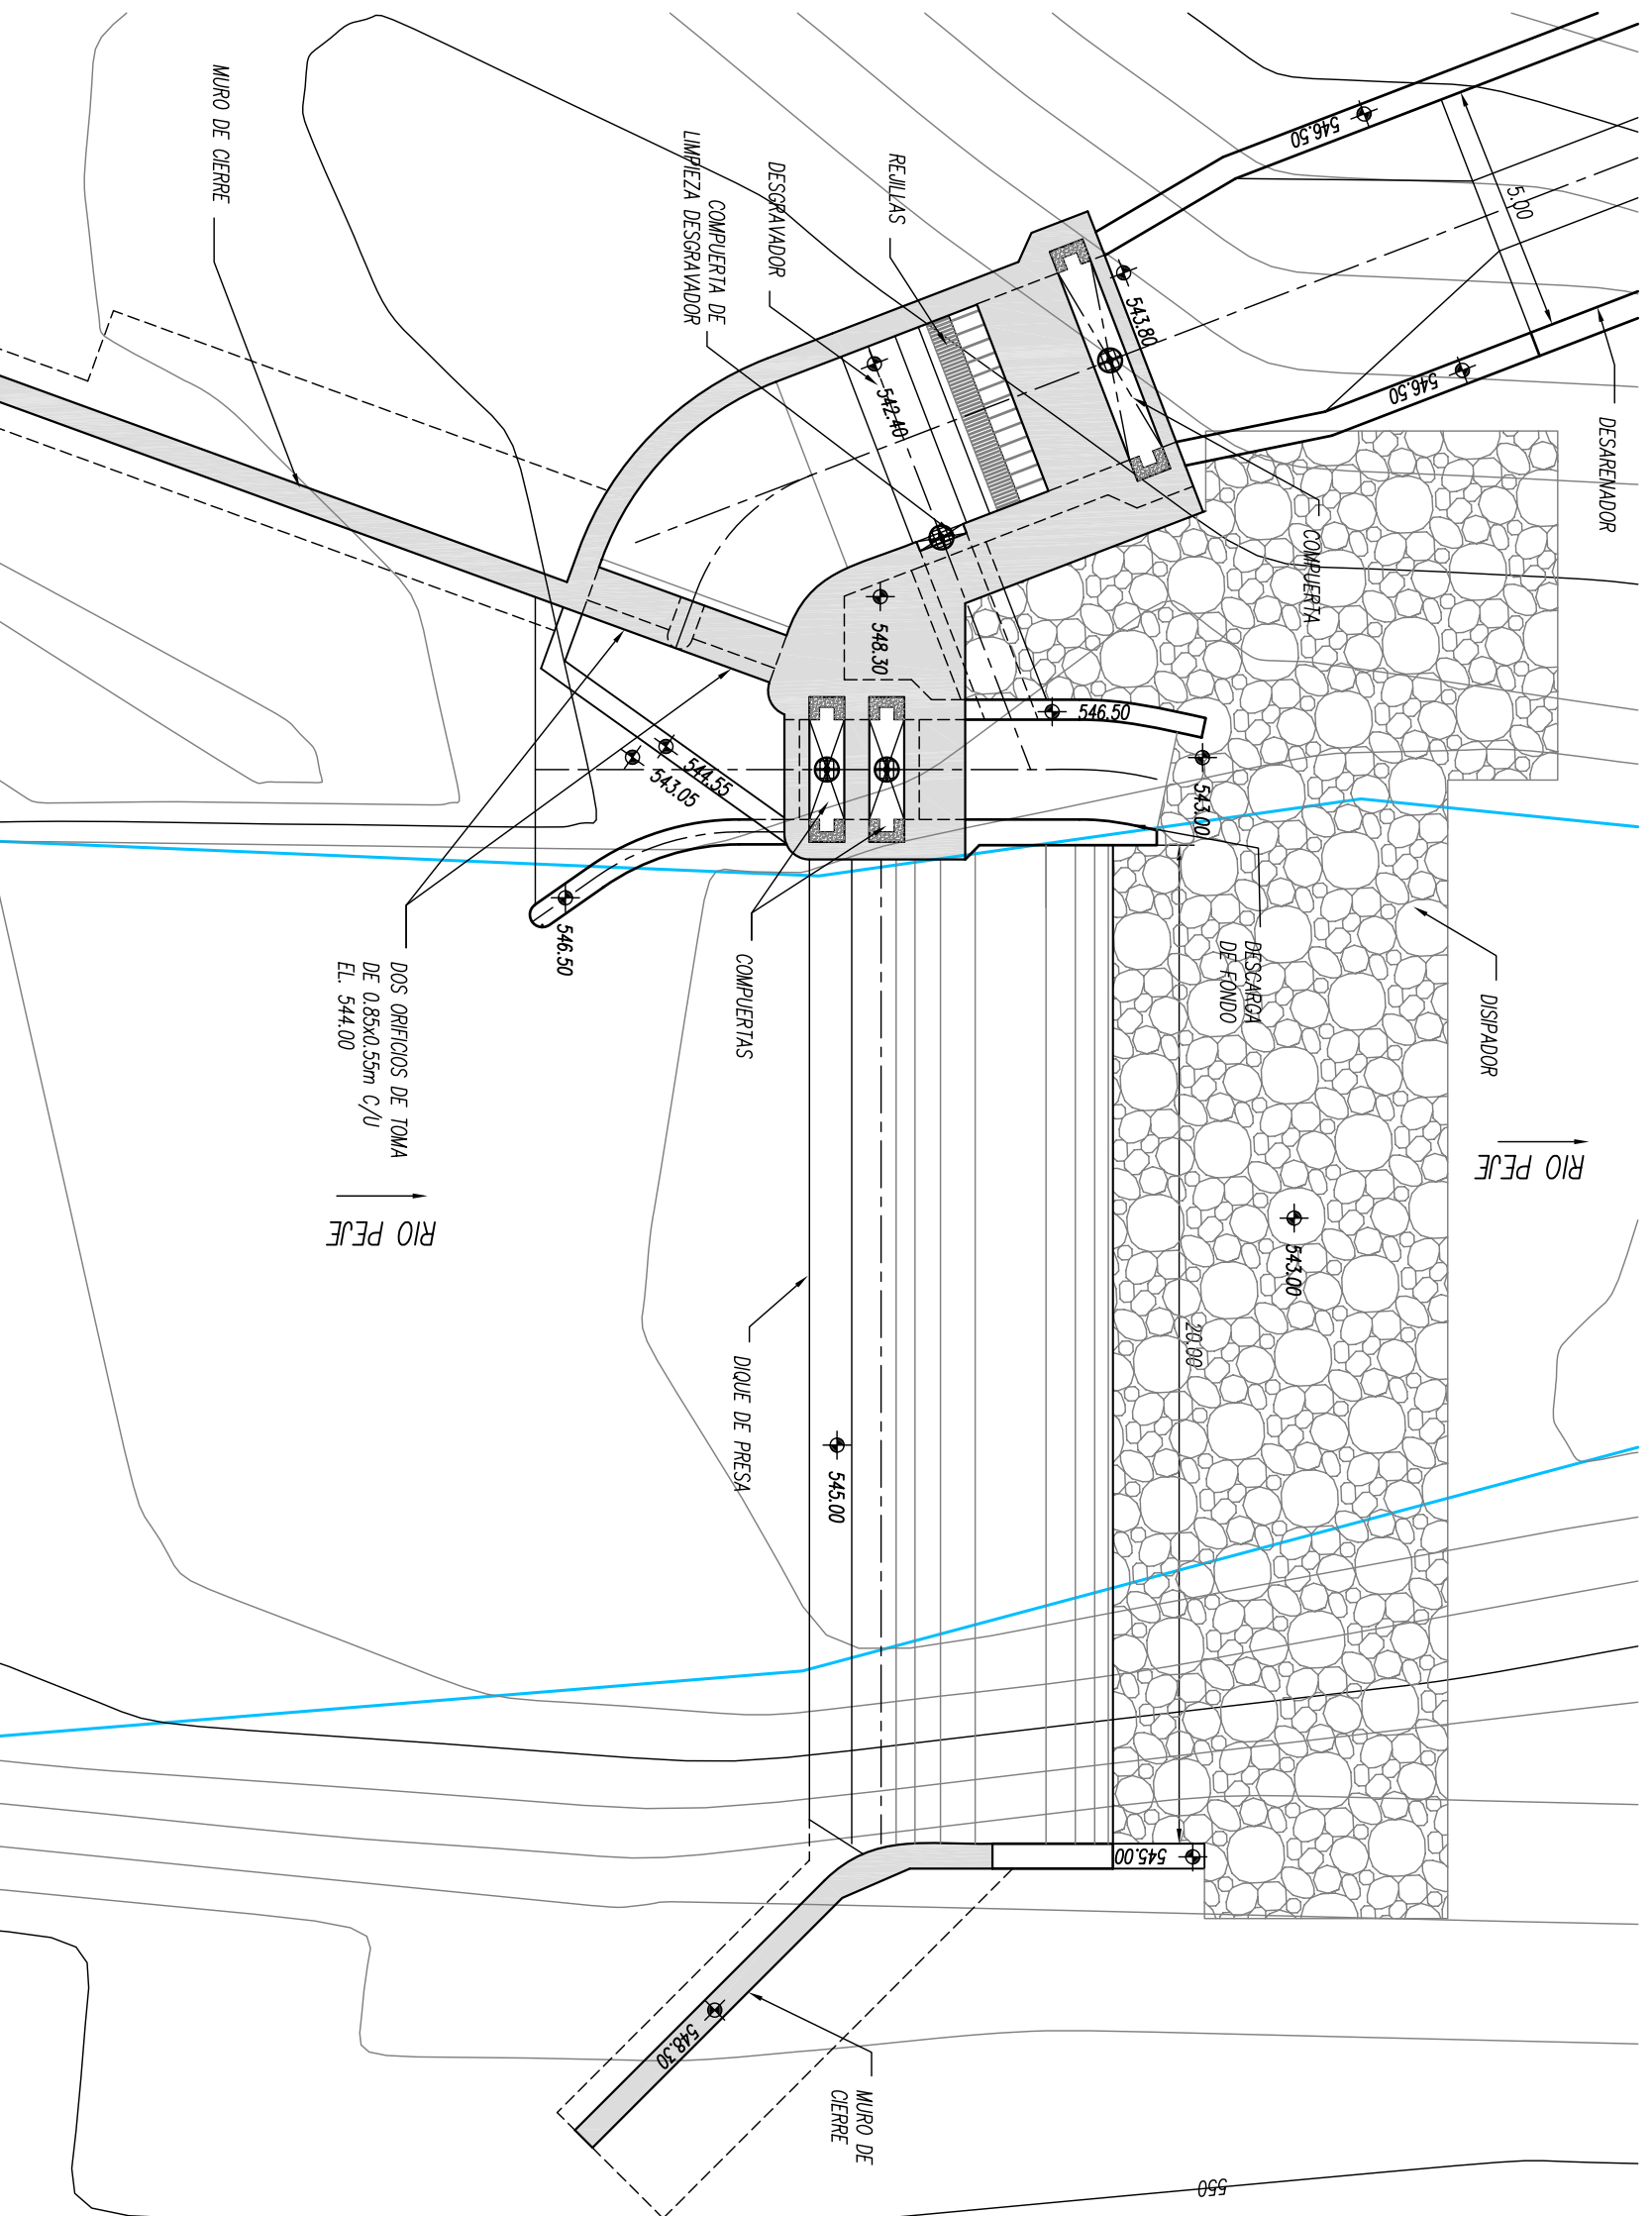 MURO DE CIERRE
COMPUERTA DE
LIMPIEZA DESGRAVADOR
DESGRAVADOR
REJILLAS
546.50
5.00
543.80
546.50
DESARENADOR
542.40
COMPUERTA
548.30
546.50
543.00
544.55
543.05
546.50
DOS ORIFICIOS DE TOMA
DE 0.85x0.55m C/U
EL. 544.00
COMPUERTAS
DESCARGA
DE FONDO
DISIPADOR
RIO PEJE
RIO PEJE
543.00
20.00
DIQUE DE PRESA
545.00
545.00
548.30
MURO DE
CIERRE
550